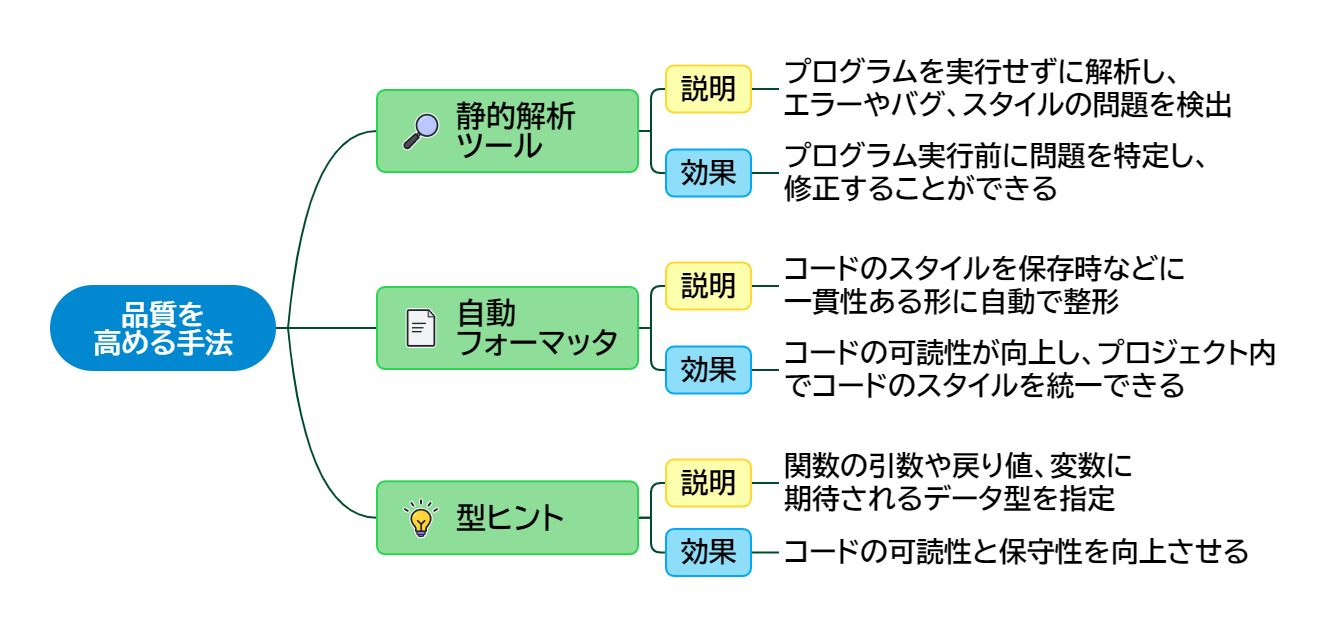 品質を
高める手法
静的解析
ツール
説明
プログラムを実行せずに解析し、
エラーやバグ、スタイルの問題を検出
効果
プログラム実行前に問題を特定し、
修正することができる
自動
フォーマッタ
説明
コードのスタイルを保存時などに
一貫性ある形に自動で整形
効果
コードの可読性が向上し、プロジェクト内
でコードのスタイルを統一できる
型ヒント
説明
関数の引数や戻り値、変数に
期待されるデータ型を指定
効果
コードの可読性と保守性を向上させる